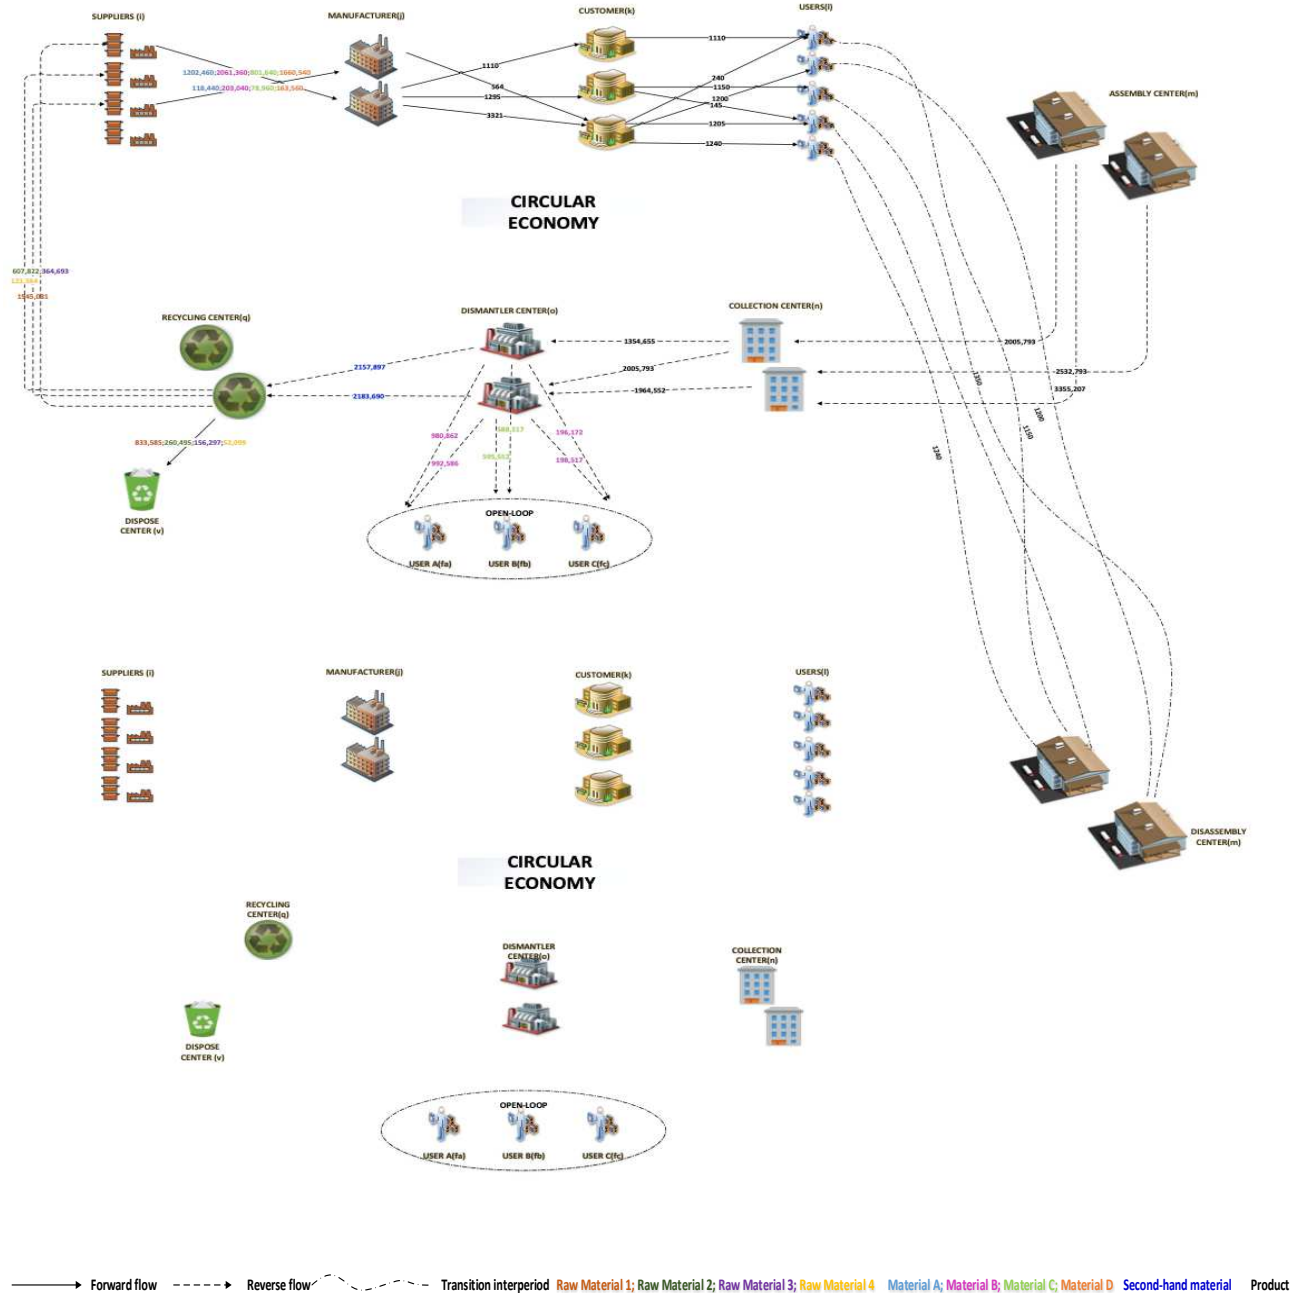 SUPPLIERS (i)
MANUFACTURER(j)
CUSTOMER(k)
USERS(l)
1202,460;2061,360;801,640;1660,540
118,440;203,040;78,960;163,560
1110
564
1295
3321
1110
240
1150
1200
145
1205
1240
ASSEMBLY CENTER(m)
CIRCULAR
ECONOMY
607,822;364,693
121,564
1945,031
RECYCLING CENTER(q)
DISMANTLER CENTER(o)
COLLECTION CENTER(n)
1354,655
2005,793
1964,552
2005,793
2532,793
3355,207
2157,897
2183,690
833,585;260,495;156,297;52,099
980,862
992,586
588,517
595,552
196,172
198,517
1350
1200
1150
1240
DISPOSE
CENTER (v)
OPEN-LOOP
USER A(fa)
USER B(fb)
USER C(fc)
SUPPLIERS (i)
MANUFACTURER(j)
CUSTOMER(k)
USERS(l)
DISASSEMBLY
CENTER(m)
CIRCULAR
ECONOMY
RECYCLING
CENTER(q)
DISMANTLER
CENTER(o)
COLLECTION
CENTER(n)
DISPOSE
CENTER (v)
OPEN-LOOP
USER A(fa)
USER B(fb)
USER C(fc)
Forward flow
Reverse flow
Transition interperiod
Raw Material 1; Raw Material 2; Raw Material 3; Raw Material 4
Material A; Material B; Material C; Material D
Second-hand material
Product